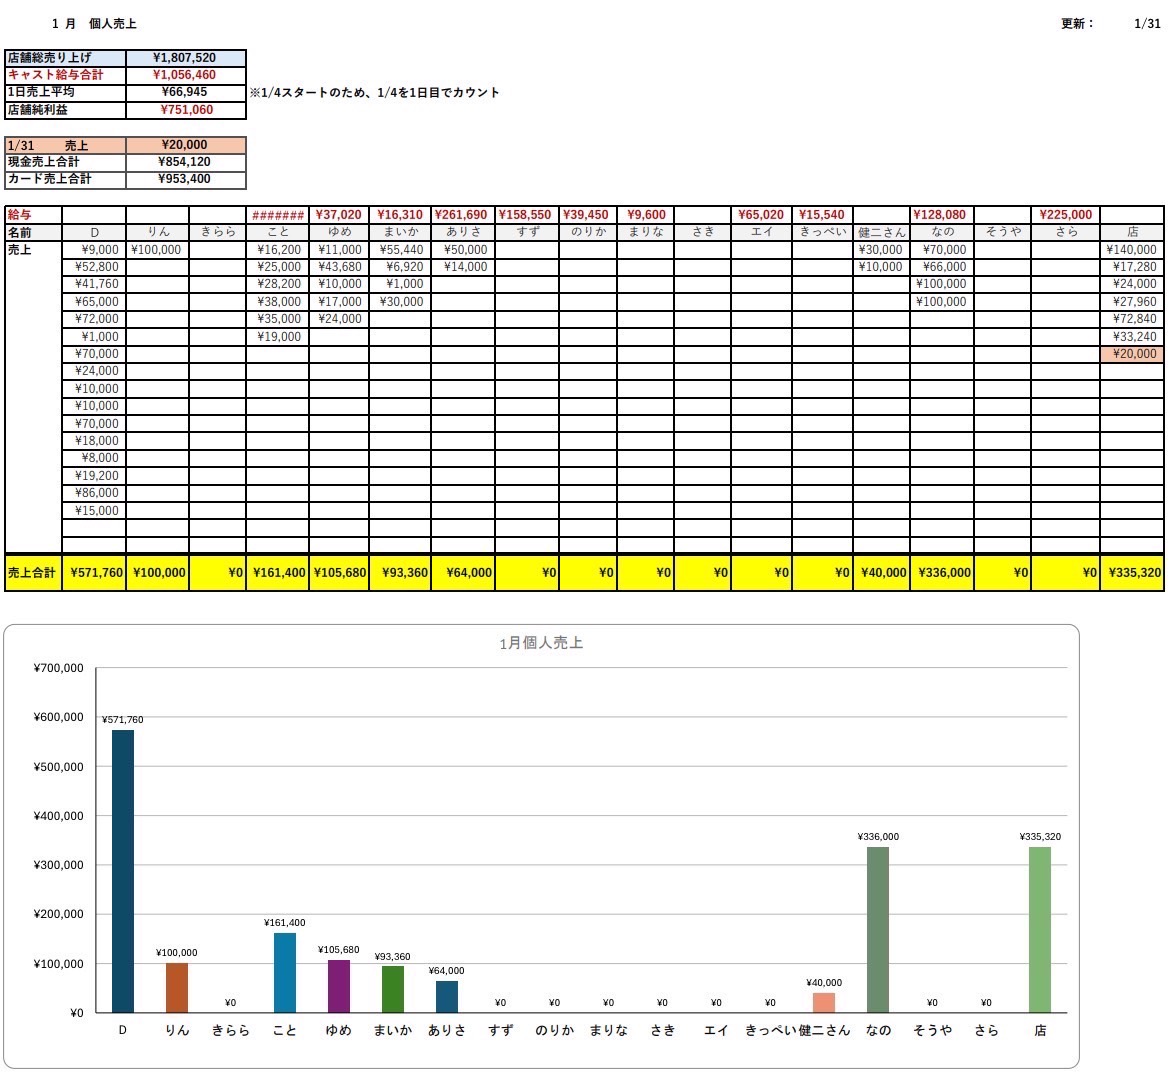 1 月　個人売上　更新：　1/31
店舗総売り上げ　¥1,807,520
キャスト給与合計　¥1,056,460
1日売上平均　¥66,945　※1/4スタートのため、1/4を1日目でカウント
店舗純利益　¥751,060
1/31　売上　¥20,000
現金売上合計　¥854,120
カード売上合計　¥953,400
給与　#######　¥37,020　¥16,310　¥261,690　¥158,550　¥39,450　¥9,600　¥65,020　¥15,540　¥128,080　¥225,000
名前　D　りん　きらら　こと　ゆめ　まいか　ありさ　すず　のりか　まりな　さき　エイ　きっぺい　健二さん　なの　そうや　さら　店
売上　¥9,000　¥100,000　¥16,200　¥11,000　¥55,440　¥50,000　¥30,000　¥70,000　¥140,000
¥52,800　¥25,000　¥43,680　¥6,920　¥14,000　¥10,000　¥66,000　¥17,280
¥41,760　¥28,200　¥10,000　¥1,000　¥100,000　¥24,000
¥65,000　¥38,000　¥17,000　¥30,000　¥100,000　¥27,960
¥72,000　¥35,000　¥24,000　¥72,840
¥1,000　¥19,000　¥33,240
¥70,000　¥20,000
¥24,000
¥10,000
¥10,000
¥70,000
¥18,000
¥8,000
¥19,200
¥86,000
¥15,000
売上合計　¥571,760　¥100,000　¥0　¥161,400　¥105,680　¥93,360　¥64,000　¥0　¥0　¥0　¥0　¥0　¥0　¥40,000　¥336,000　¥0　¥0　¥335,320
1月個人売上
¥700,000
¥600,000
¥500,000
¥400,000
¥300,000
¥200,000
¥100,000
¥0
¥571,760　¥100,000　¥0　¥161,400　¥105,680　¥93,360　¥64,000　¥0　¥0　¥0　¥0　¥0　¥0　¥40,000　¥336,000　¥0　¥0　¥335,320
D　りん　きらら　こと　ゆめ　まいか　ありさ　すず　のりか　まりな　さき　エイ　きっぺい　健二さん　なの　そうや　さら　店